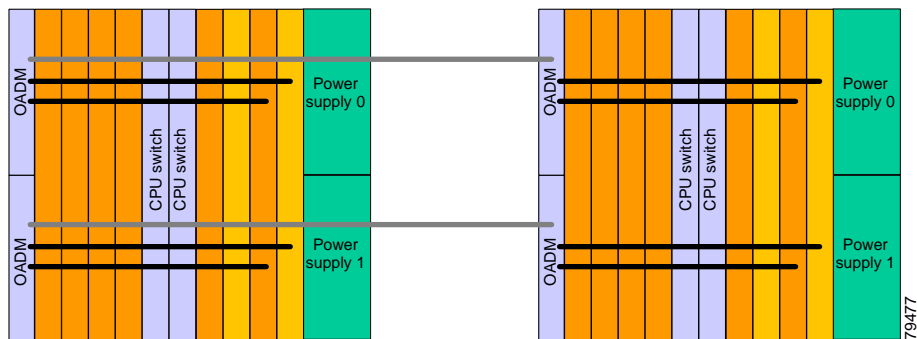 OADM
CPU switch
CPU switch
Power
supply 0
OADM
Power
supply 1
OADM
CPU switch
CPU switch
Power
supply 0
OADM
Power
supply 1
79477